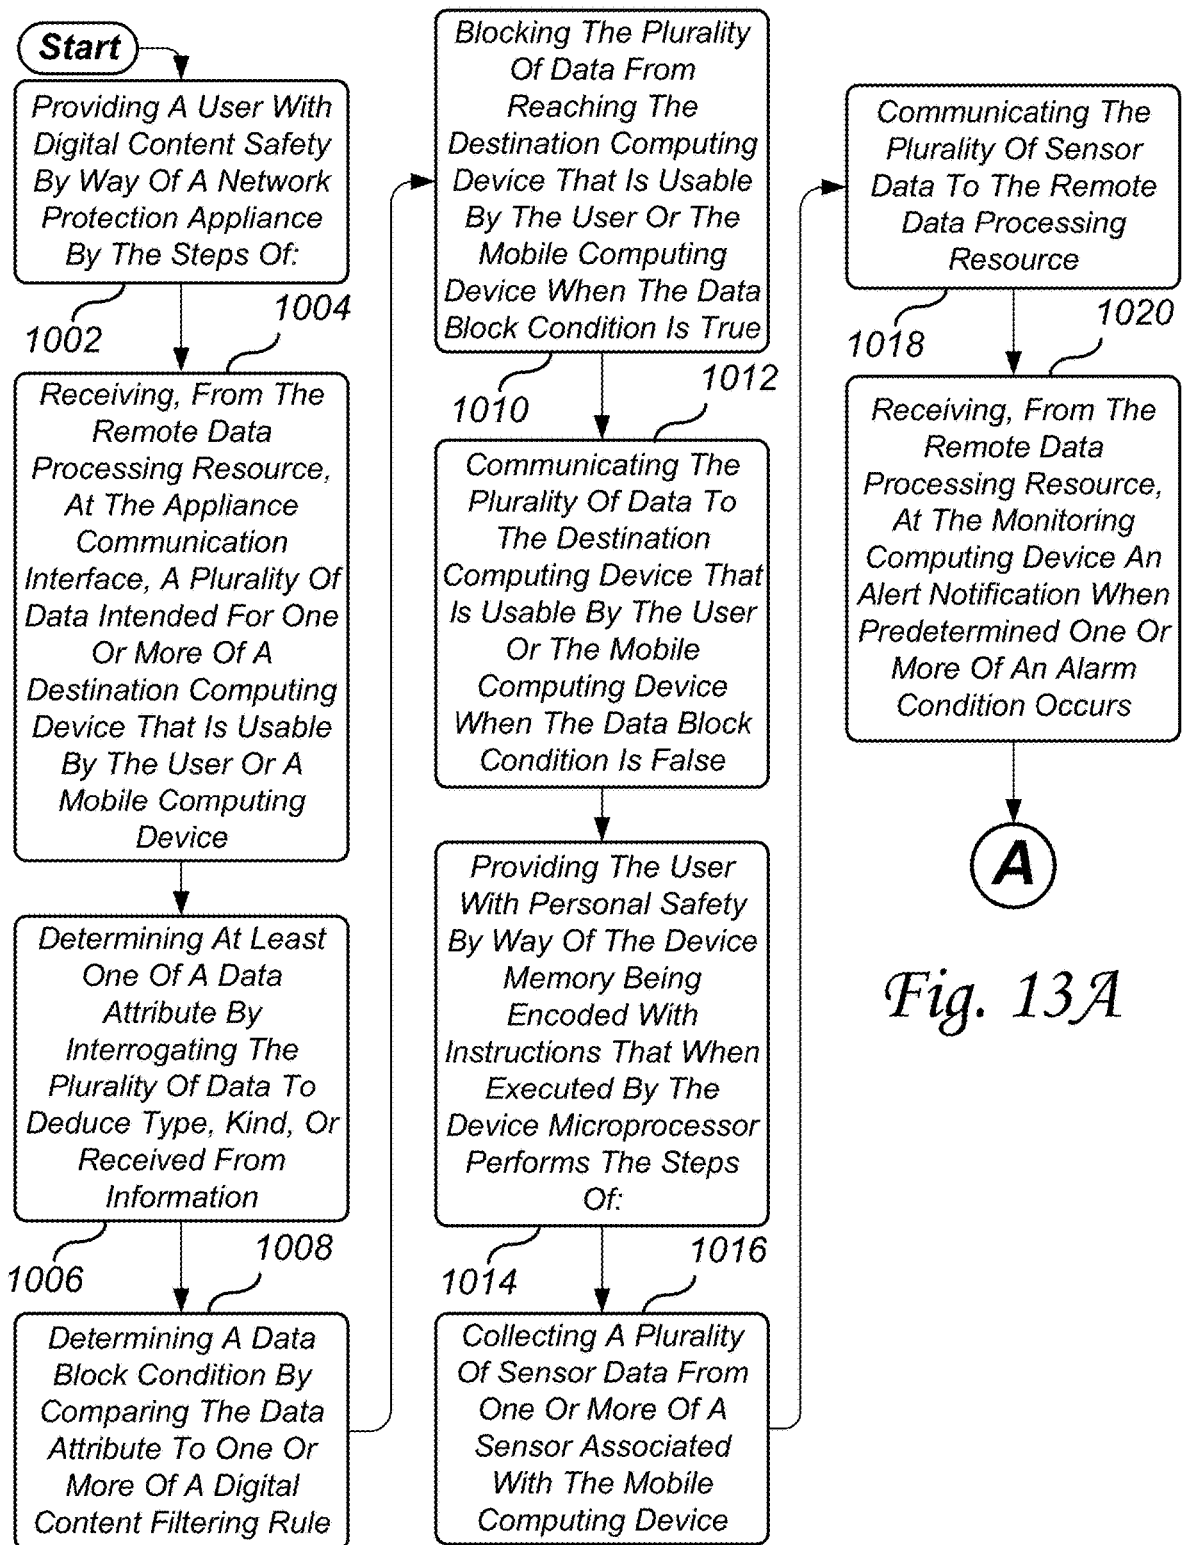 Start
Providing A User With
Digital Content Safety
By Way Of A Network
Protection Appliance
By The Steps Of:
1002
1004
Receiving, From The
Remote Data
Processing Resource,
At The Appliance
Communication
Interface, A Plurality Of
Data Intended For One
Or More Of A
Destination Computing
Device That Is Usable
By The User Or A
Mobile Computing
Device
Determining At Least
One Of A Data
Attribute By
Interrogating The
Plurality Of Data To
Deduce Type, Kind, Or
Received From
Information
1006
1008
Determining A Data
Block Condition By
Comparing The Data
Attribute To One Or
More Of A Digital
Content Filtering Rule
Blocking The Plurality
Of Data From
Reaching The
Destination Computing
Device That Is Usable
By The User Or The
Mobile Computing
Device When The Data
Block Condition Is True
1010
1012
Communicating The
Plurality Of Data To
The Destination
Computing Device That
Is Usable By The User
Or The Mobile
Computing Device
When The Data Block
Condition Is False
Providing The User
With Personal Safety
By Way Of The Device
Memory Being
Encoded With
Instructions That When
Executed By The
Device Microprocessor
Performs The Steps
Of:
1014
1016
Collecting A Plurality
Of Sensor Data From
One Or More Of A
Sensor Associated
With The Mobile
Computing Device
Communicating The
Plurality Of Sensor
Data To The Remote
Data Processing
Resource
1018
1020
Receiving, From The
Remote Data
Processing Resource,
At The Monitoring
Computing Device An
Alert Notification When
Predetermined One Or
More Of An Alarm
Condition Occurs
A
Fig. 13A